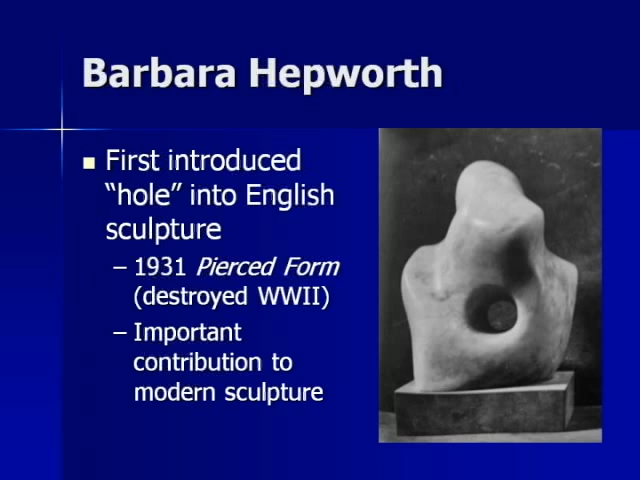 Barbara Hepworth
First introduced
“hole” into English
sculpture
– 1931 Pierced Form
(destroyed WWII)
– Important
contribution to
modern sculpture